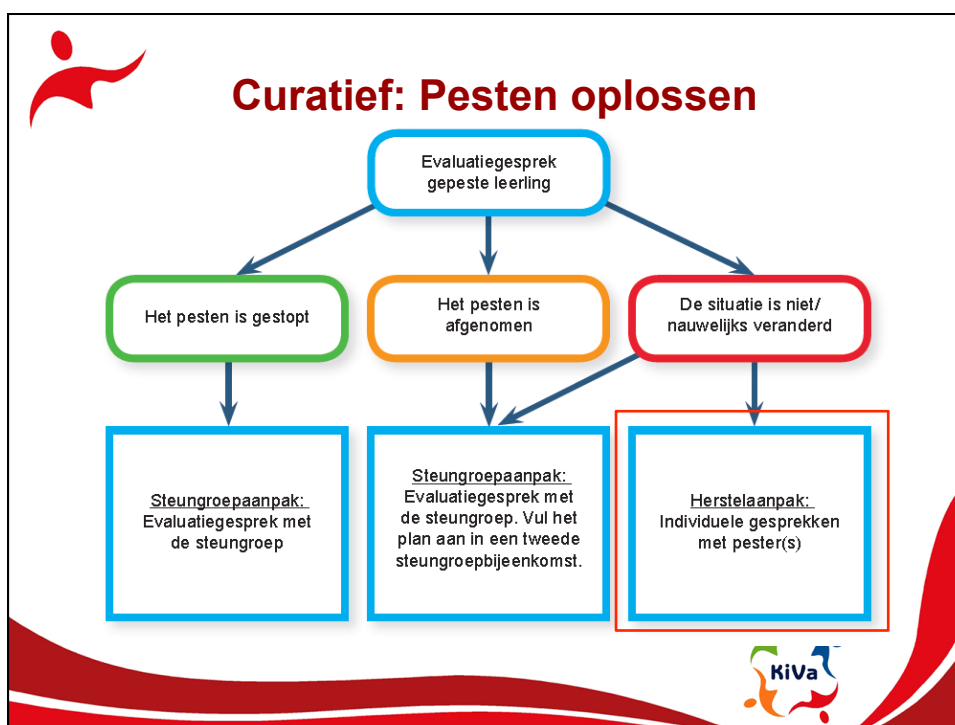 Curatief: Pesten oplossen
Evaluatiegesprek
gepeste leerling
Het pesten is gestopt
Het pesten is
afgenomen
De situatie is niet/
nauwelijks veranderd
Steungroepaanpak:
Evaluatiegesprek met
de steungroep
Steungroepaanpak:
Evaluatiegesprek met
de steungroep. Vul het
plan aan in een tweede
steungroepbijeenkomst.
Herstelaanpak:
Individuele gesprekken
met pester(s)
KiVa